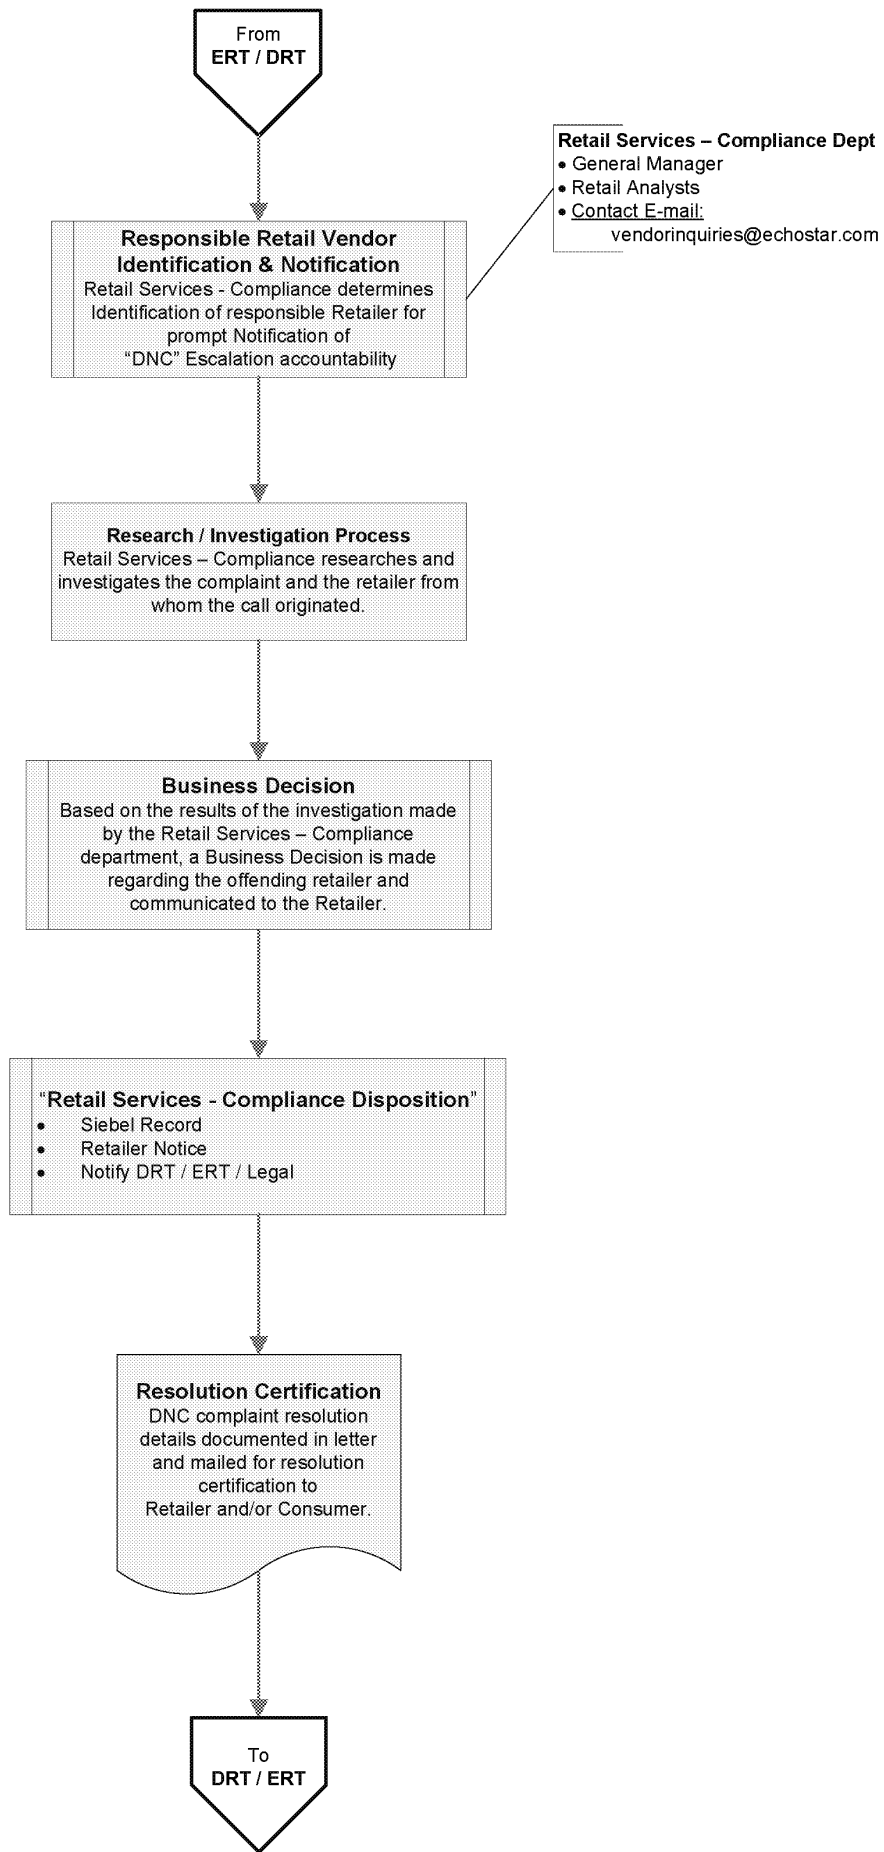 From
ERT / DRT
Retail Services – Compliance Dept
● General Manager
● Retail Analysts
● Contact E-mail:
vendorinquiries@echostar.com
Responsible Retail Vendor
Identification & Notification
Retail Services - Compliance determines
Identification of responsible Retailer for
prompt Notification of
“DNC” Escalation accountability
Research / Investigation Process
Retail Services – Compliance researches and
investigates the complaint and the retailer from
whom the call originated.
Business Decision
Based on the results of the investigation made
by the Retail Services – Compliance
department, a Business Decision is made
regarding the offending retailer and
communicated to the Retailer.
“Retail Services - Compliance Disposition”
● Siebel Record
● Retailer Notice
● Notify DRT / ERT / Legal
Resolution Certification
DNC complaint resolution
details documented in letter
and mailed for resolution
certification to
Retailer and/or Consumer.
To
DRT / ERT